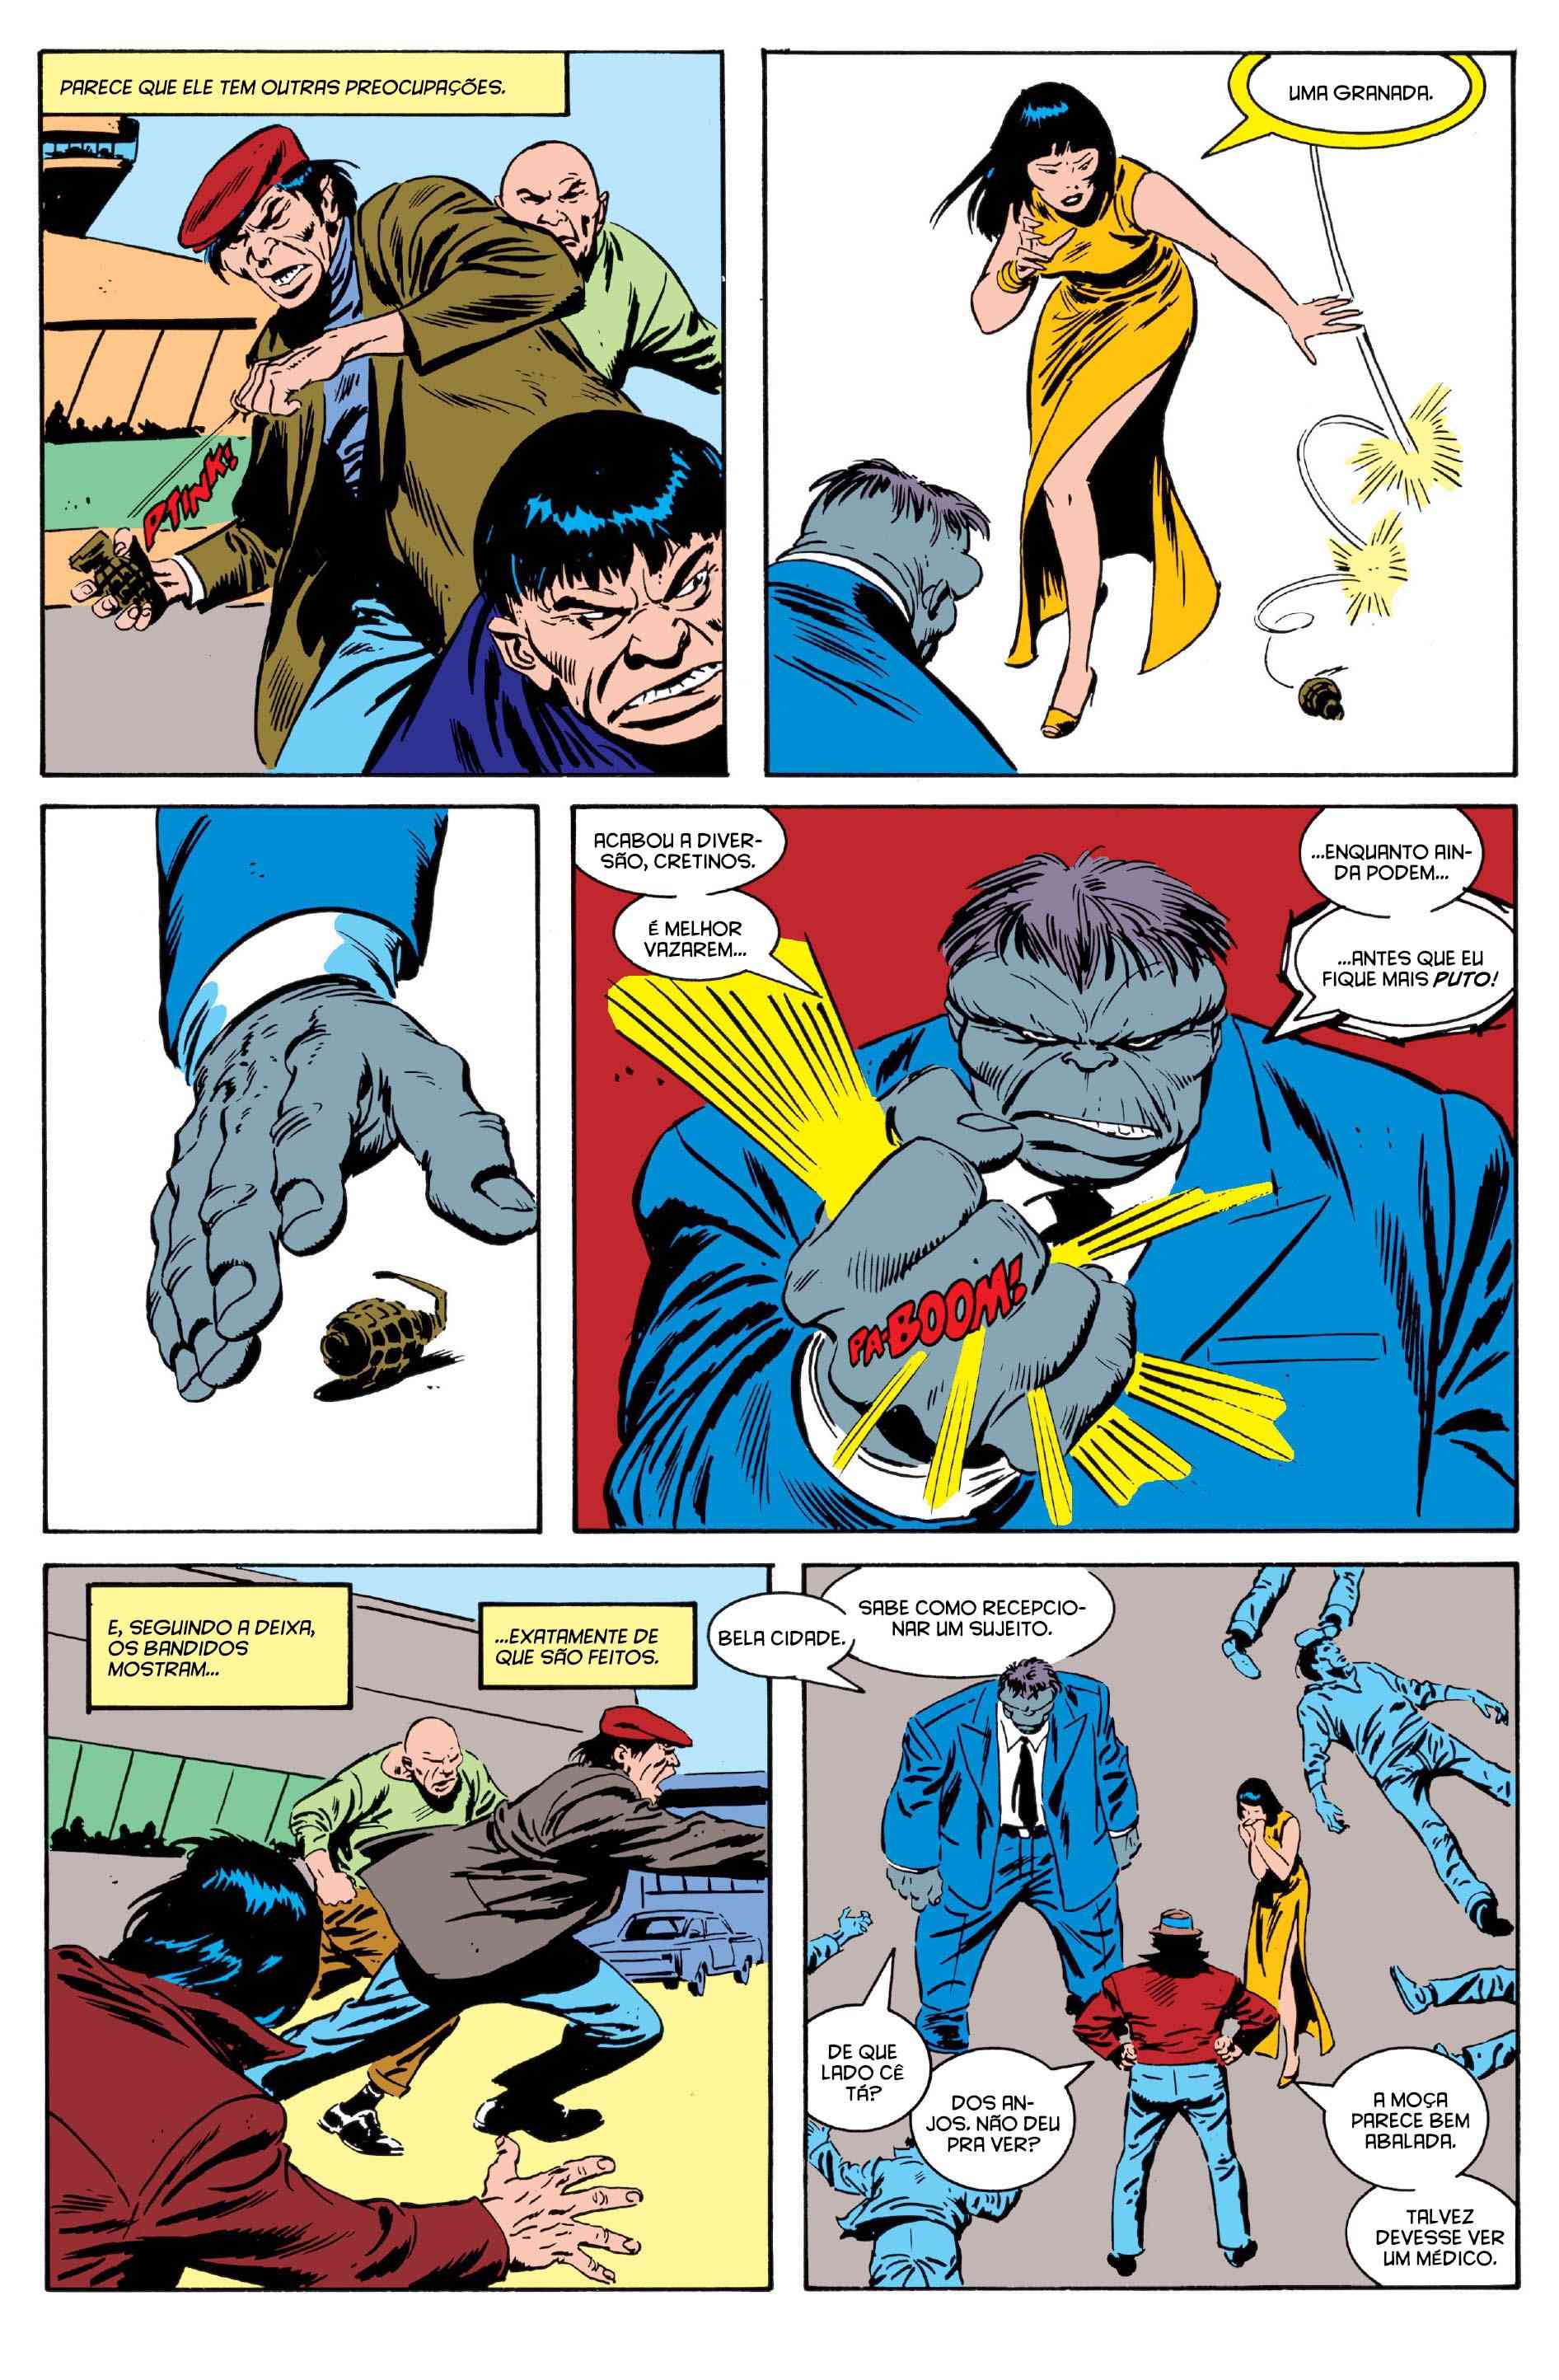 PARECE QUE ELE TEM OUTRAS PREOCUPAÇÕES.
PTINK!
UMA GRANADA.
ACABOU A DIVER-
SÃO, CRETINOS.
É MELHOR
VAZAREM...
...ENQUANTO AIN-
DA PODEM...
...ANTES QUE EU
FIQUE MAIS PUTO!
PA-BOOM!
E, SEGUINDO A DEIXA,
OS BANDIDOS
MOSTRAM...
...EXATAMENTE DE
QUE SÃO FEITOS.
BELA CIDADE.
SABE COMO RECEPCIO-
NAR UM SUJEITO.
DE QUE
LADO CÊ
TÁ?
DOS AN-
JOS. NÃO DEU
PRA VER?
A MOÇA
PARECE BEM
ABALADA.
TALVEZ
DEVESSE VER
UM MÉDICO.